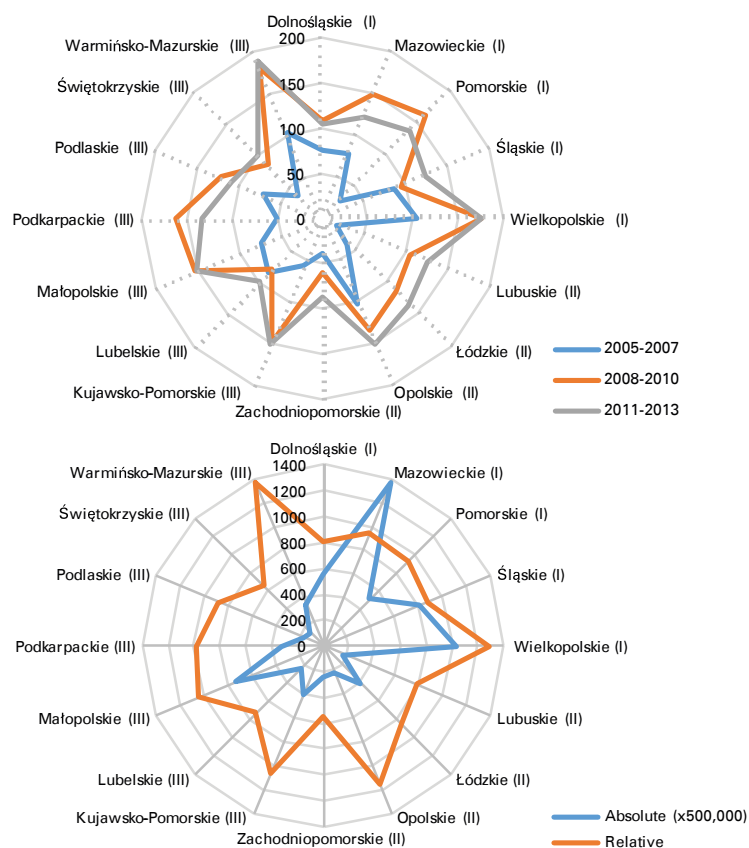 Dolnośląskie (I)
200
Warmińsko-Mazurskie (III)
Mazowieckie (I)
150
Świętokrzyskie (III)
Pomorskie (I)
100
Podlaskie (III)
Śląskie (I)
50
Podkarpackie (III)
0
Wielkopolskie (I)
Małopolskie (III)
Lubuskie (II)
Lubelskie (III)
Łódzkie (II)
2005-2007
2008-2010
Kujawsko-Pomorskie (III)
Opolskie (II)
Zachodniopomorskie (II)
2011-2013
Dolnośląskie (I)
1400
Warmińsko-Mazurskie (III)
Mazowieckie (I)
1200
1000
Świętokrzyskie (III)
Pomorskie (I)
800
600
Podlaskie (III)
Śląskie (I)
400
200
Podkarpackie (III)
0
Wielkopolskie (I)
Małopolskie (III)
Lubuskie (II)
Lubelskie (III)
Łódzkie (II)
Kujawsko-Pomorskie (III)
Opolskie (II)
Absolute (x500,000)
Zachodniopomorskie (II)
Relative